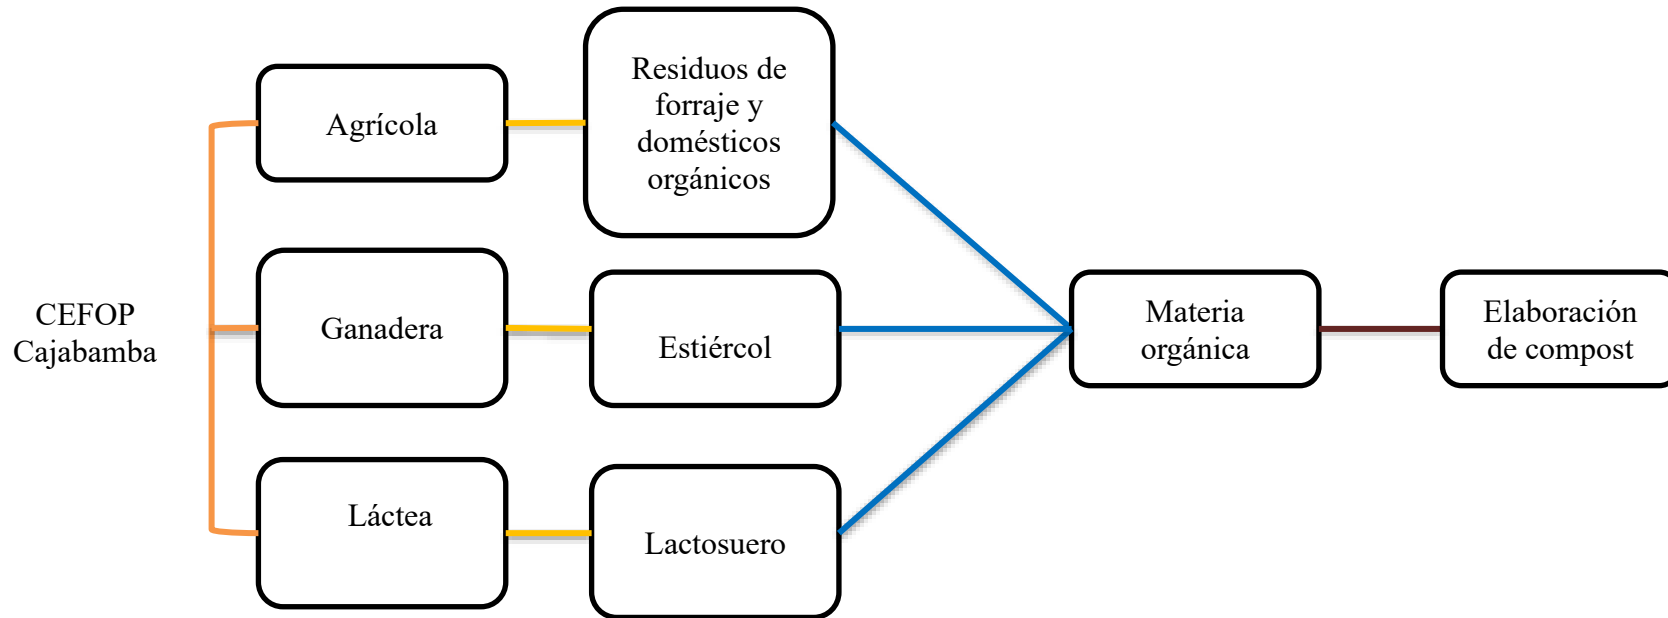 CEFOP
Cajabamba
Agrícola
Residuos de
forraje y
domésticos
orgánicos
Ganadera
Estiércol
Láctea
Lactosuero
Materia
orgánica
Elaboración
de compost